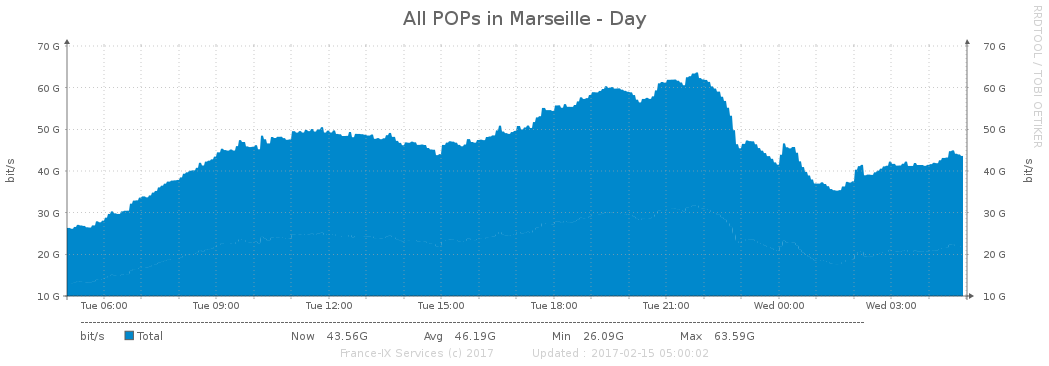 All POPs in Marseille - Day
RRDTOOL / TOBI OETIKER
70 G 70 G
60 G 60 G
50 G 50 G
40 G 40 G
30 G 30 G
20 G 20 G
10 G 10 G
bit/s bit/s
Tue 06:00 Tue 09:00 Tue 12:00 Tue 15:00 Tue 18:00 Tue 21:00 Wed 00:00 Wed 03:00
bit/s Total Now 43.56G Avg 46.19G Min 26.09G Max 63.59G
France-IX Services (c) 2017 Updated : 2017-02-15 05:00:02